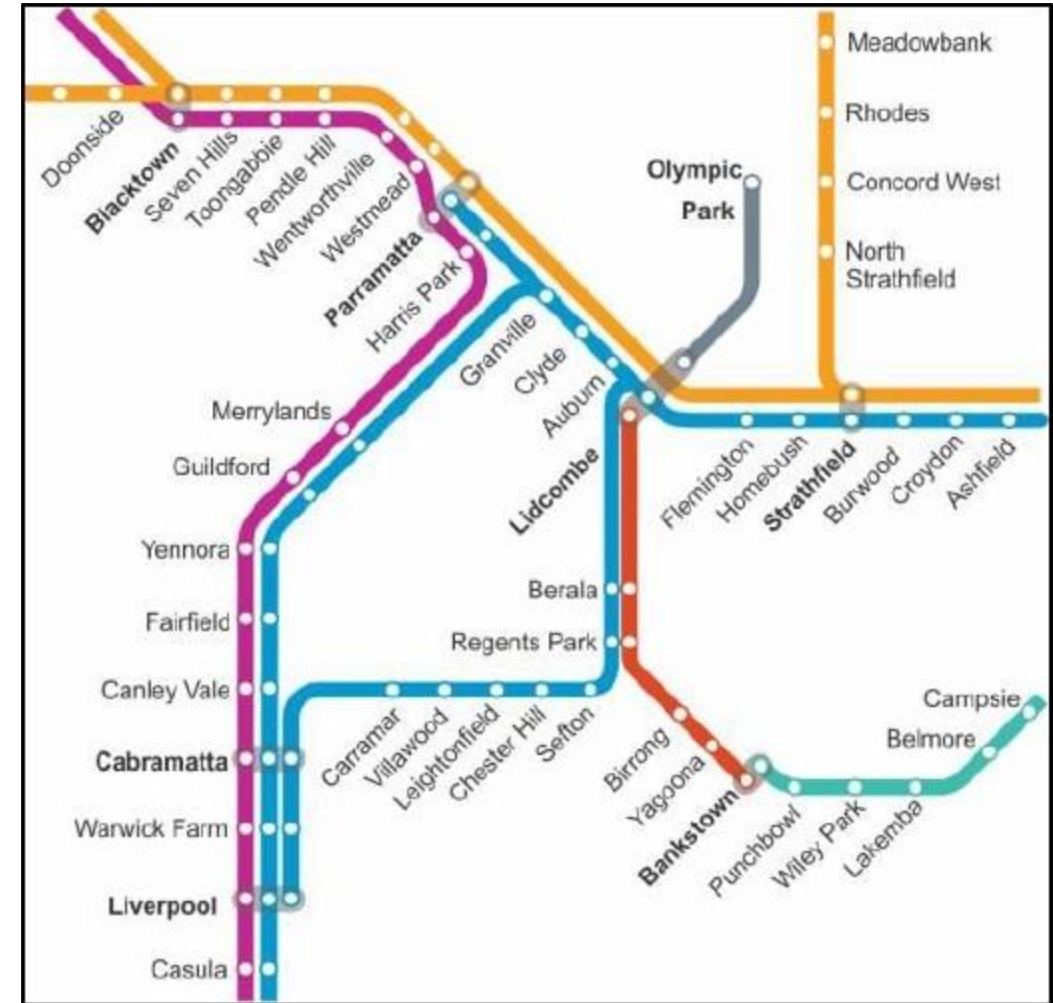 Meadowbank
Rhodes
Concord West
North
Strathfield
Olympic
Park
Doonside
Blacktown
Seven Hills
Toongabbie
Pendle Hill
Wentworthville
Westmead
Parramatta
Harris Park
Granville
Clyde
Auburn
Lidcombe
Flemington
Homebush
Strathfield
Burwood
Croydon
Ashfield
Merrylands
Guildford
Yennora
Fairfield
Canley Vale
Cabramatta
Warwick Farm
Liverpool
Casula
Berala
Regents Park
Carramar
Villawood
Leightonfield
Chester Hill
Sefton
Birrong
Yagoona
Bankstown
Punchbowl
Wiley Park
Lakemba
Belmore
Campsie